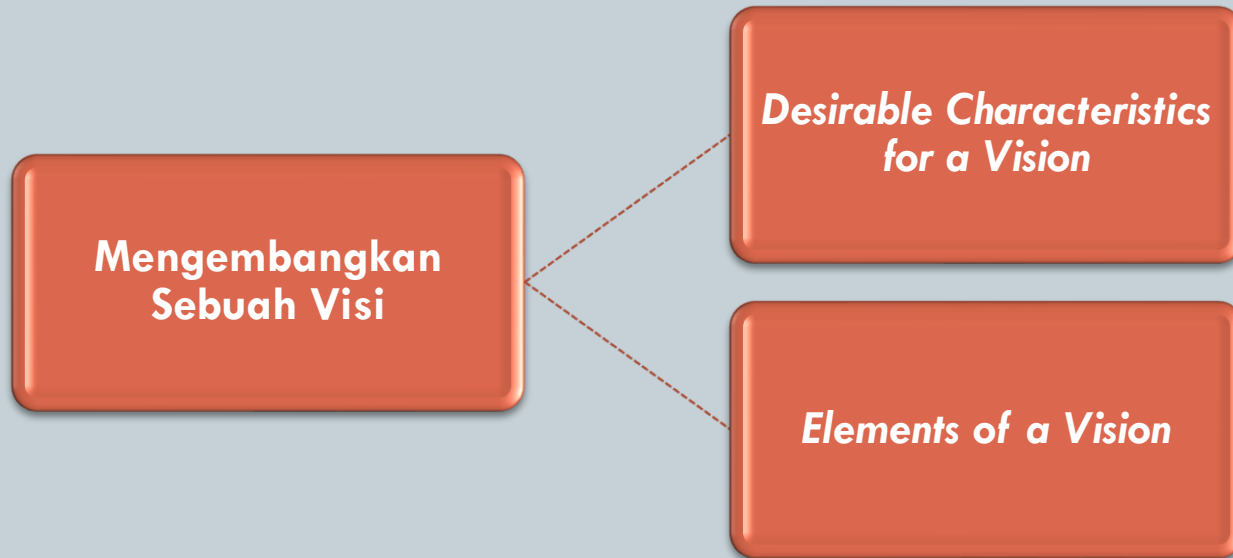 Mengembangkan
Sebuah Visi
Desirable Characteristics
for a Vision
Elements of a Vision